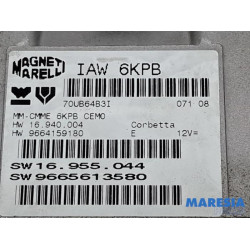 MAGNETI MARELLI IAW 6KPB
70UB64B3I 071 08
MM-CMME 6KPB CEMO
HW 16.940.004 Corbetta
HW 9664159180 E 12V=
SW 16.955.044
SW 9665613580
MARESIA